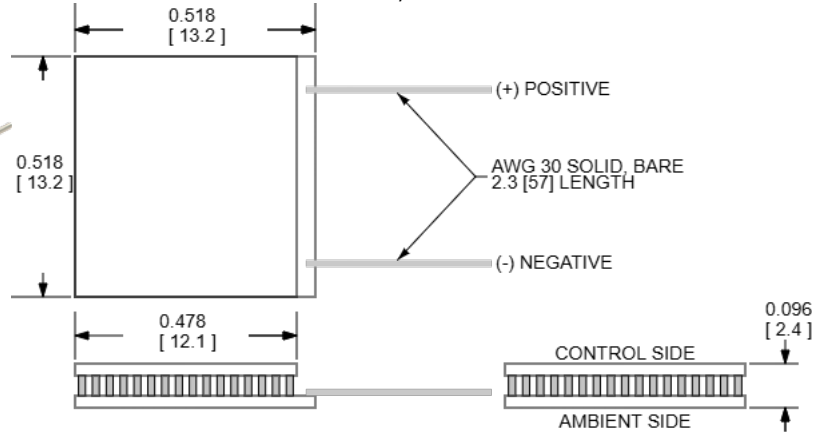 0.518
[ 13.2 ]
(+) POSITIVE
0.518
[ 13.2 ]
AWG 30 SOLID, BARE
2.3 [57] LENGTH
(-) NEGATIVE
0.478
[ 12.1 ]
0.096
[ 2.4 ]
CONTROL SIDE
AMBIENT SIDE